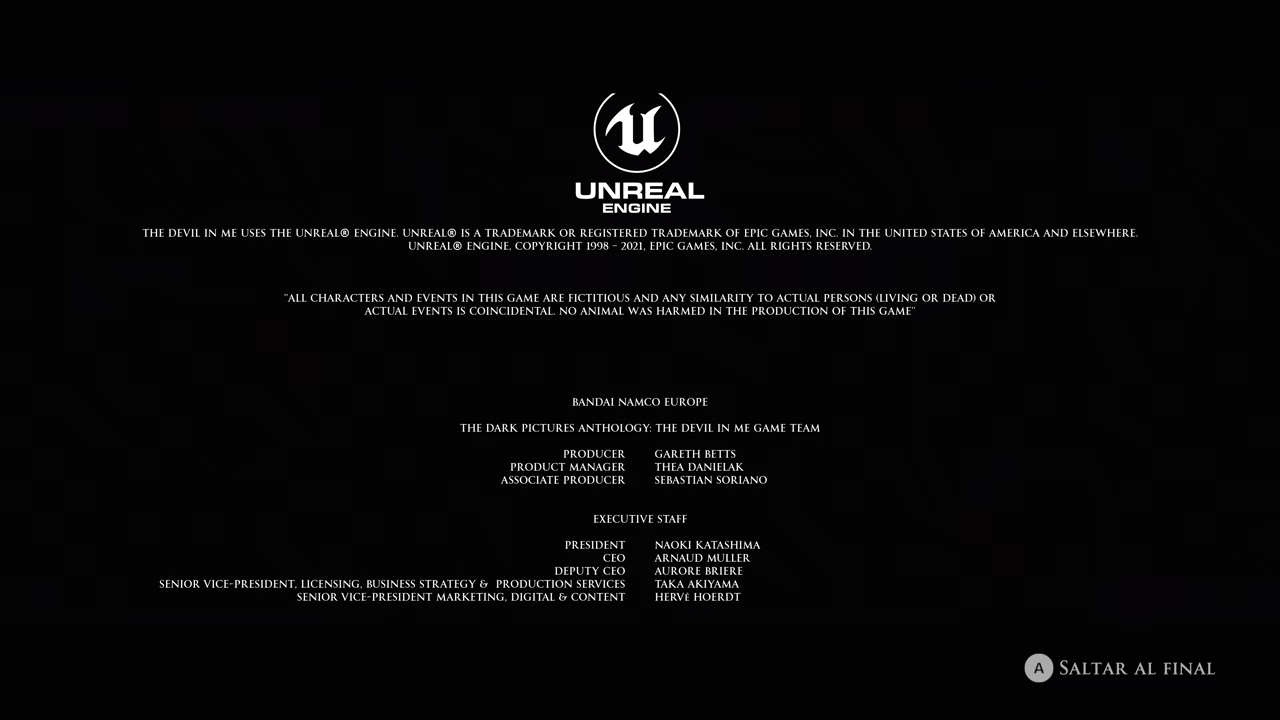 UNREAL
ENGINE
THE DEVIL IN ME USES THE UNREAL® ENGINE. UNREAL® IS A TRADEMARK OR REGISTERED TRADEMARK OF EPIC GAMES, INC. IN THE UNITED STATES OF AMERICA AND ELSEWHERE.
UNREAL® ENGINE, COPYRIGHT 1998 – 2021, EPIC GAMES, INC. ALL RIGHTS RESERVED.
"ALL CHARACTERS AND EVENTS IN THIS GAME ARE FICTITIOUS AND ANY SIMILARITY TO ACTUAL PERSONS (LIVING OR DEAD) OR
ACTUAL EVENTS IS COINCIDENTAL. NO ANIMAL WAS HARMED IN THE PRODUCTION OF THIS GAME"
BANDAI NAMCO EUROPE
THE DARK PICTURES ANTHOLOGY: THE DEVIL IN ME GAME TEAM
PRODUCER GARETH BETTS
PRODUCT MANAGER THEA DANIELAK
ASSOCIATE PRODUCER SEBASTIAN SORIANO
EXECUTIVE STAFF
PRESIDENT NAOKI KATASHIMA
CEO ARNAUD MULLER
DEPUTY CEO AURORE BRIERE
SENIOR VICE-PRESIDENT, LICENSING, BUSINESS STRATEGY & PRODUCTION SERVICES TAKA AKIYAMA
SENIOR VICE-PRESIDENT MARKETING, DIGITAL & CONTENT HERVÉ HOERDT
A SALTAR AL FINAL